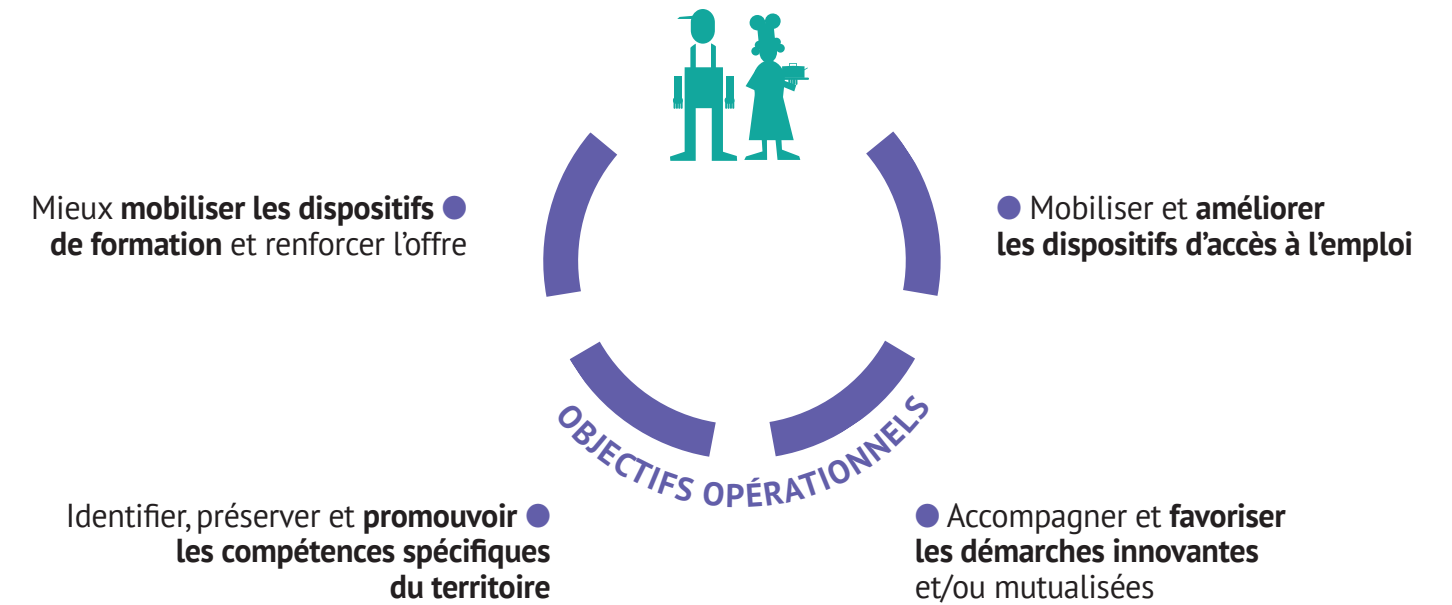 Mieux mobiliser les dispositifs ●
de formation et renforcer l’offre
● Mobiliser et améliorer
les dispositifs d’accès à l’emploi
OBJECTIFS OPÉRATIONNELS
Identifier, préserver et promouvoir ●
les compétences spécifiques
du territoire
● Accompagner et favoriser
les démarches innovantes
et/ou mutualisées